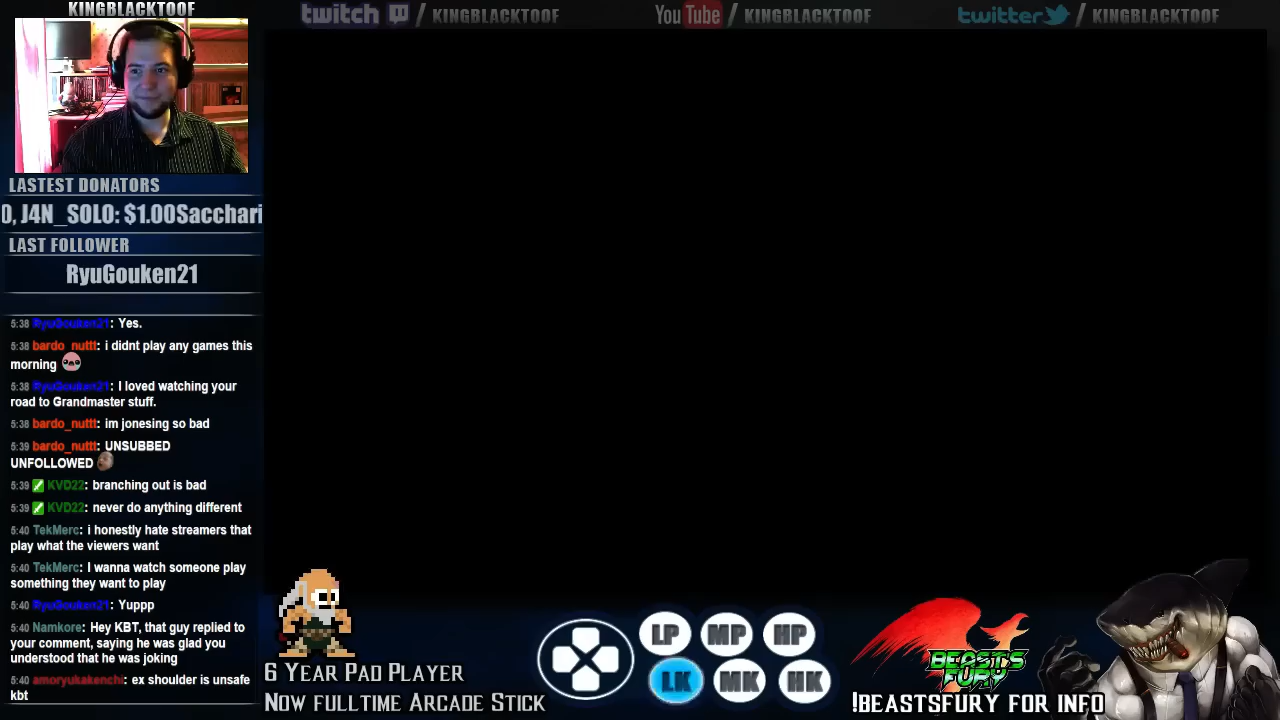 KINGBLACKTOOF
twitch / KINGBLACKTOOF
YouTube / KINGBLACKTOOF
twitter / KINGBLACKTOOF
LASTEST DONATORS
0, J4N_SOLO: $1.00Sacchari
LAST FOLLOWER
RyuGouken21
5:38 RyuGouken21: Yes.
5:38 bardo_nuttt: i didnt play any games this
morning
5:38 RyuGouken21: I loved watching your
road to Grandmaster stuff.
5:38 bardo_nuttt: im jonesing so bad
5:39 bardo_nuttt: UNSUBBED
UNFOLLOWED
5:39 KVD22: branching out is bad
5:39 KVD22: never do anything different
5:40 TekMerc: i honestly hate streamers that
play what the viewers want
5:40 TekMerc: I wanna watch someone play
something they want to play
5:40 RyuGouken21: Yuppp
5:40 Namkore: Hey KBT, that guy replied to
your comment, saying he was glad you
understood that he was joking
5:40 amoryukakenchi: ex shoulder is unsafe
kbt
6 YEAR PAD PLAYER
NOW FULLTIME ARCADE STICK
LP MP HP
LK MK HK
BEAST'S
FURY
!BEASTSFURY FOR INFO